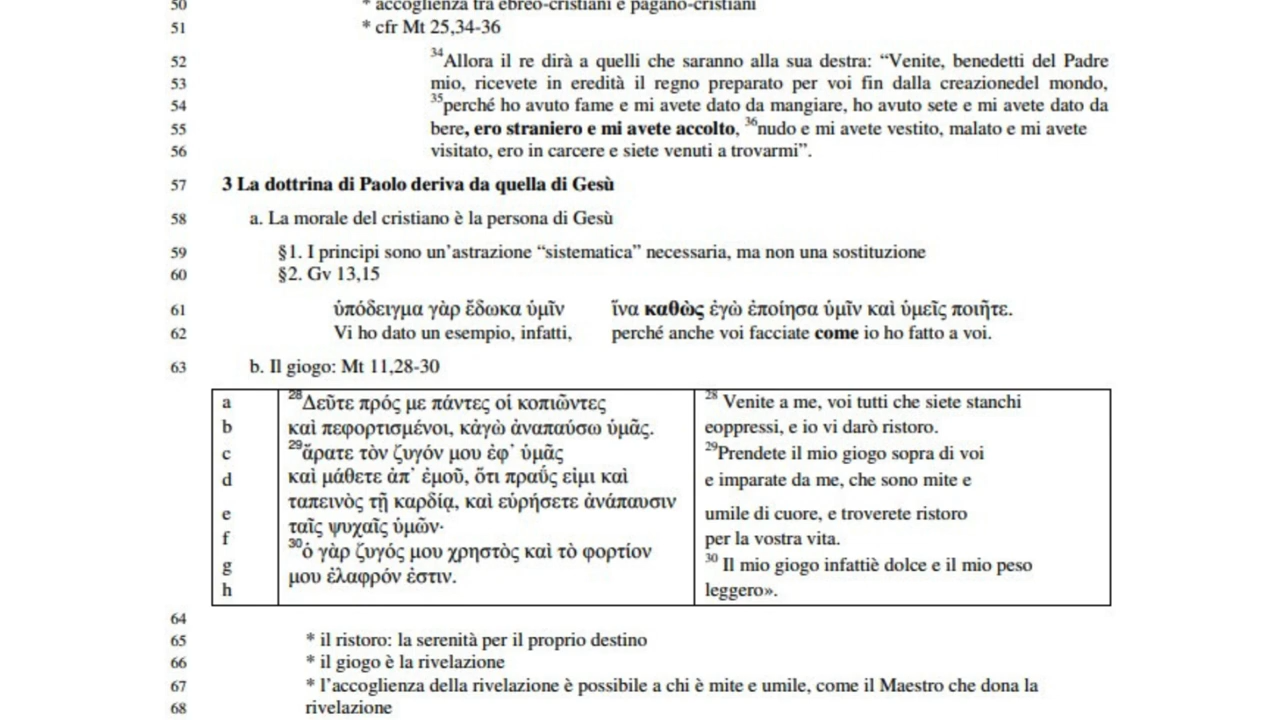 50 * accoglienza tra ebreo-cristiani e pagano-cristiani
51 * cfr Mt 25,34-36
52 34Allora il re dirà a quelli che saranno alla sua destra: “Venite, benedetti del Padre
53 mio, ricevete in eredità il regno preparato per voi fin dalla creazionedel mondo,
54 35perché ho avuto fame e mi avete dato da mangiare, ho avuto sete e mi avete dato da
55 bere, ero straniero e mi avete accolto, 36nudo e mi avete vestito, malato e mi avete
56 visitato, ero in carcere e siete venuti a trovarmi”.
57 3 La dottrina di Paolo deriva da quella di Gesù
58 a. La morale del cristiano è la persona di Gesù
59 §1. I principi sono un’astrazione “sistematica” necessaria, ma non una sostituzione
60 §2. Gv 13,15
61 ὑπόδειγμα γὰρ ἔδωκα ὑμῖν ἵνα καθὼς ἐγὼ ἐποίησα ὑμῖν καὶ ὑμεῖς ποιῆτε.
62 Vi ho dato un esempio, infatti, perché anche voi facciate come io ho fatto a voi.
63 b. Il giogo: Mt 11,28-30
a 28Δεῦτε πρός με πάντες οἱ κοπιῶντες 28 Venite a me, voi tutti che siete stanchi
b καὶ πεφορτισμένοι, κἀγὼ ἀναπαύσω ὑμᾶς. eoppressi, e io vi darò ristoro.
c 29ἄρατε τὸν ζυγόν μου ἐφ᾽ ὑμᾶς 29Prendete il mio giogo sopra di voi
d καὶ μάθετε ἀπ᾽ ἐμοῦ, ὅτι πραΰς εἰμι καὶ e imparate da me, che sono mite e
e ταπεινὸς τῇ καρδίᾳ, καὶ εὑρήσετε ἀνάπαυσιν umile di cuore, e troverete ristoro
f ταῖς ψυχαῖς ὑμῶν· per la vostra vita.
g 30ὁ γὰρ ζυγός μου χρηστὸς καὶ τὸ φορτίον 30 Il mio giogo infattiè dolce e il mio peso
h μου ἐλαφρόν ἐστιν. leggero».
64
65 * il ristoro: la serenità per il proprio destino
66 * il giogo è la rivelazione
67 * l’accoglienza della rivelazione è possibile a chi è mite e umile, come il Maestro che dona la
68 rivelazione